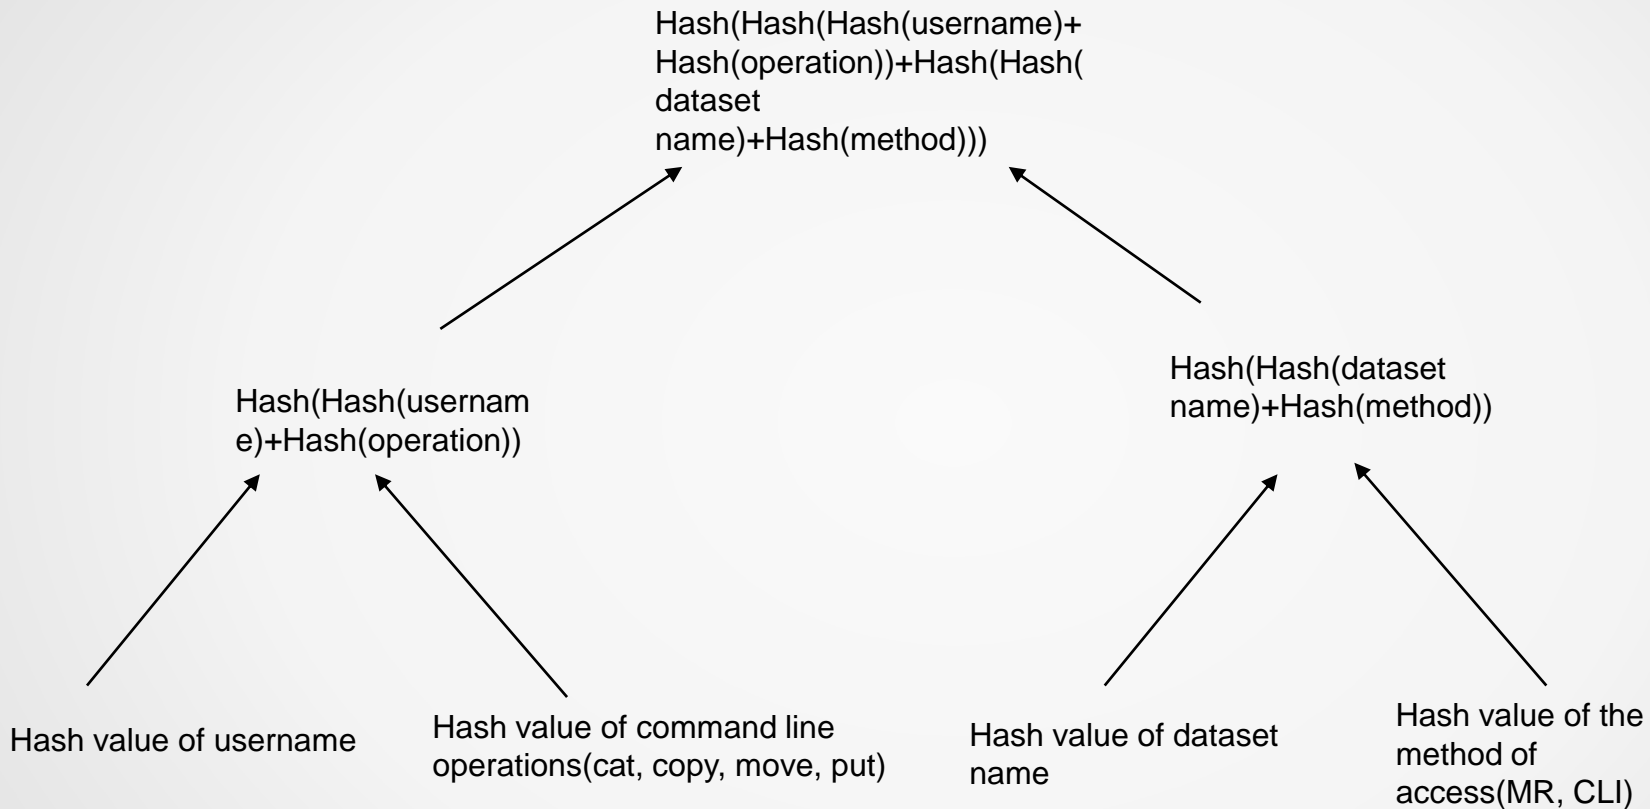 Hash(Hash(Hash(username)+
Hash(operation))+Hash(Hash(
dataset
name)+Hash(method)))
Hash(Hash(usernam
e)+Hash(operation))
Hash(Hash(dataset
name)+Hash(method))
Hash value of username
Hash value of command line
operations(cat, copy, move, put)
Hash value of dataset
name
Hash value of the
method of
access(MR, CLI)